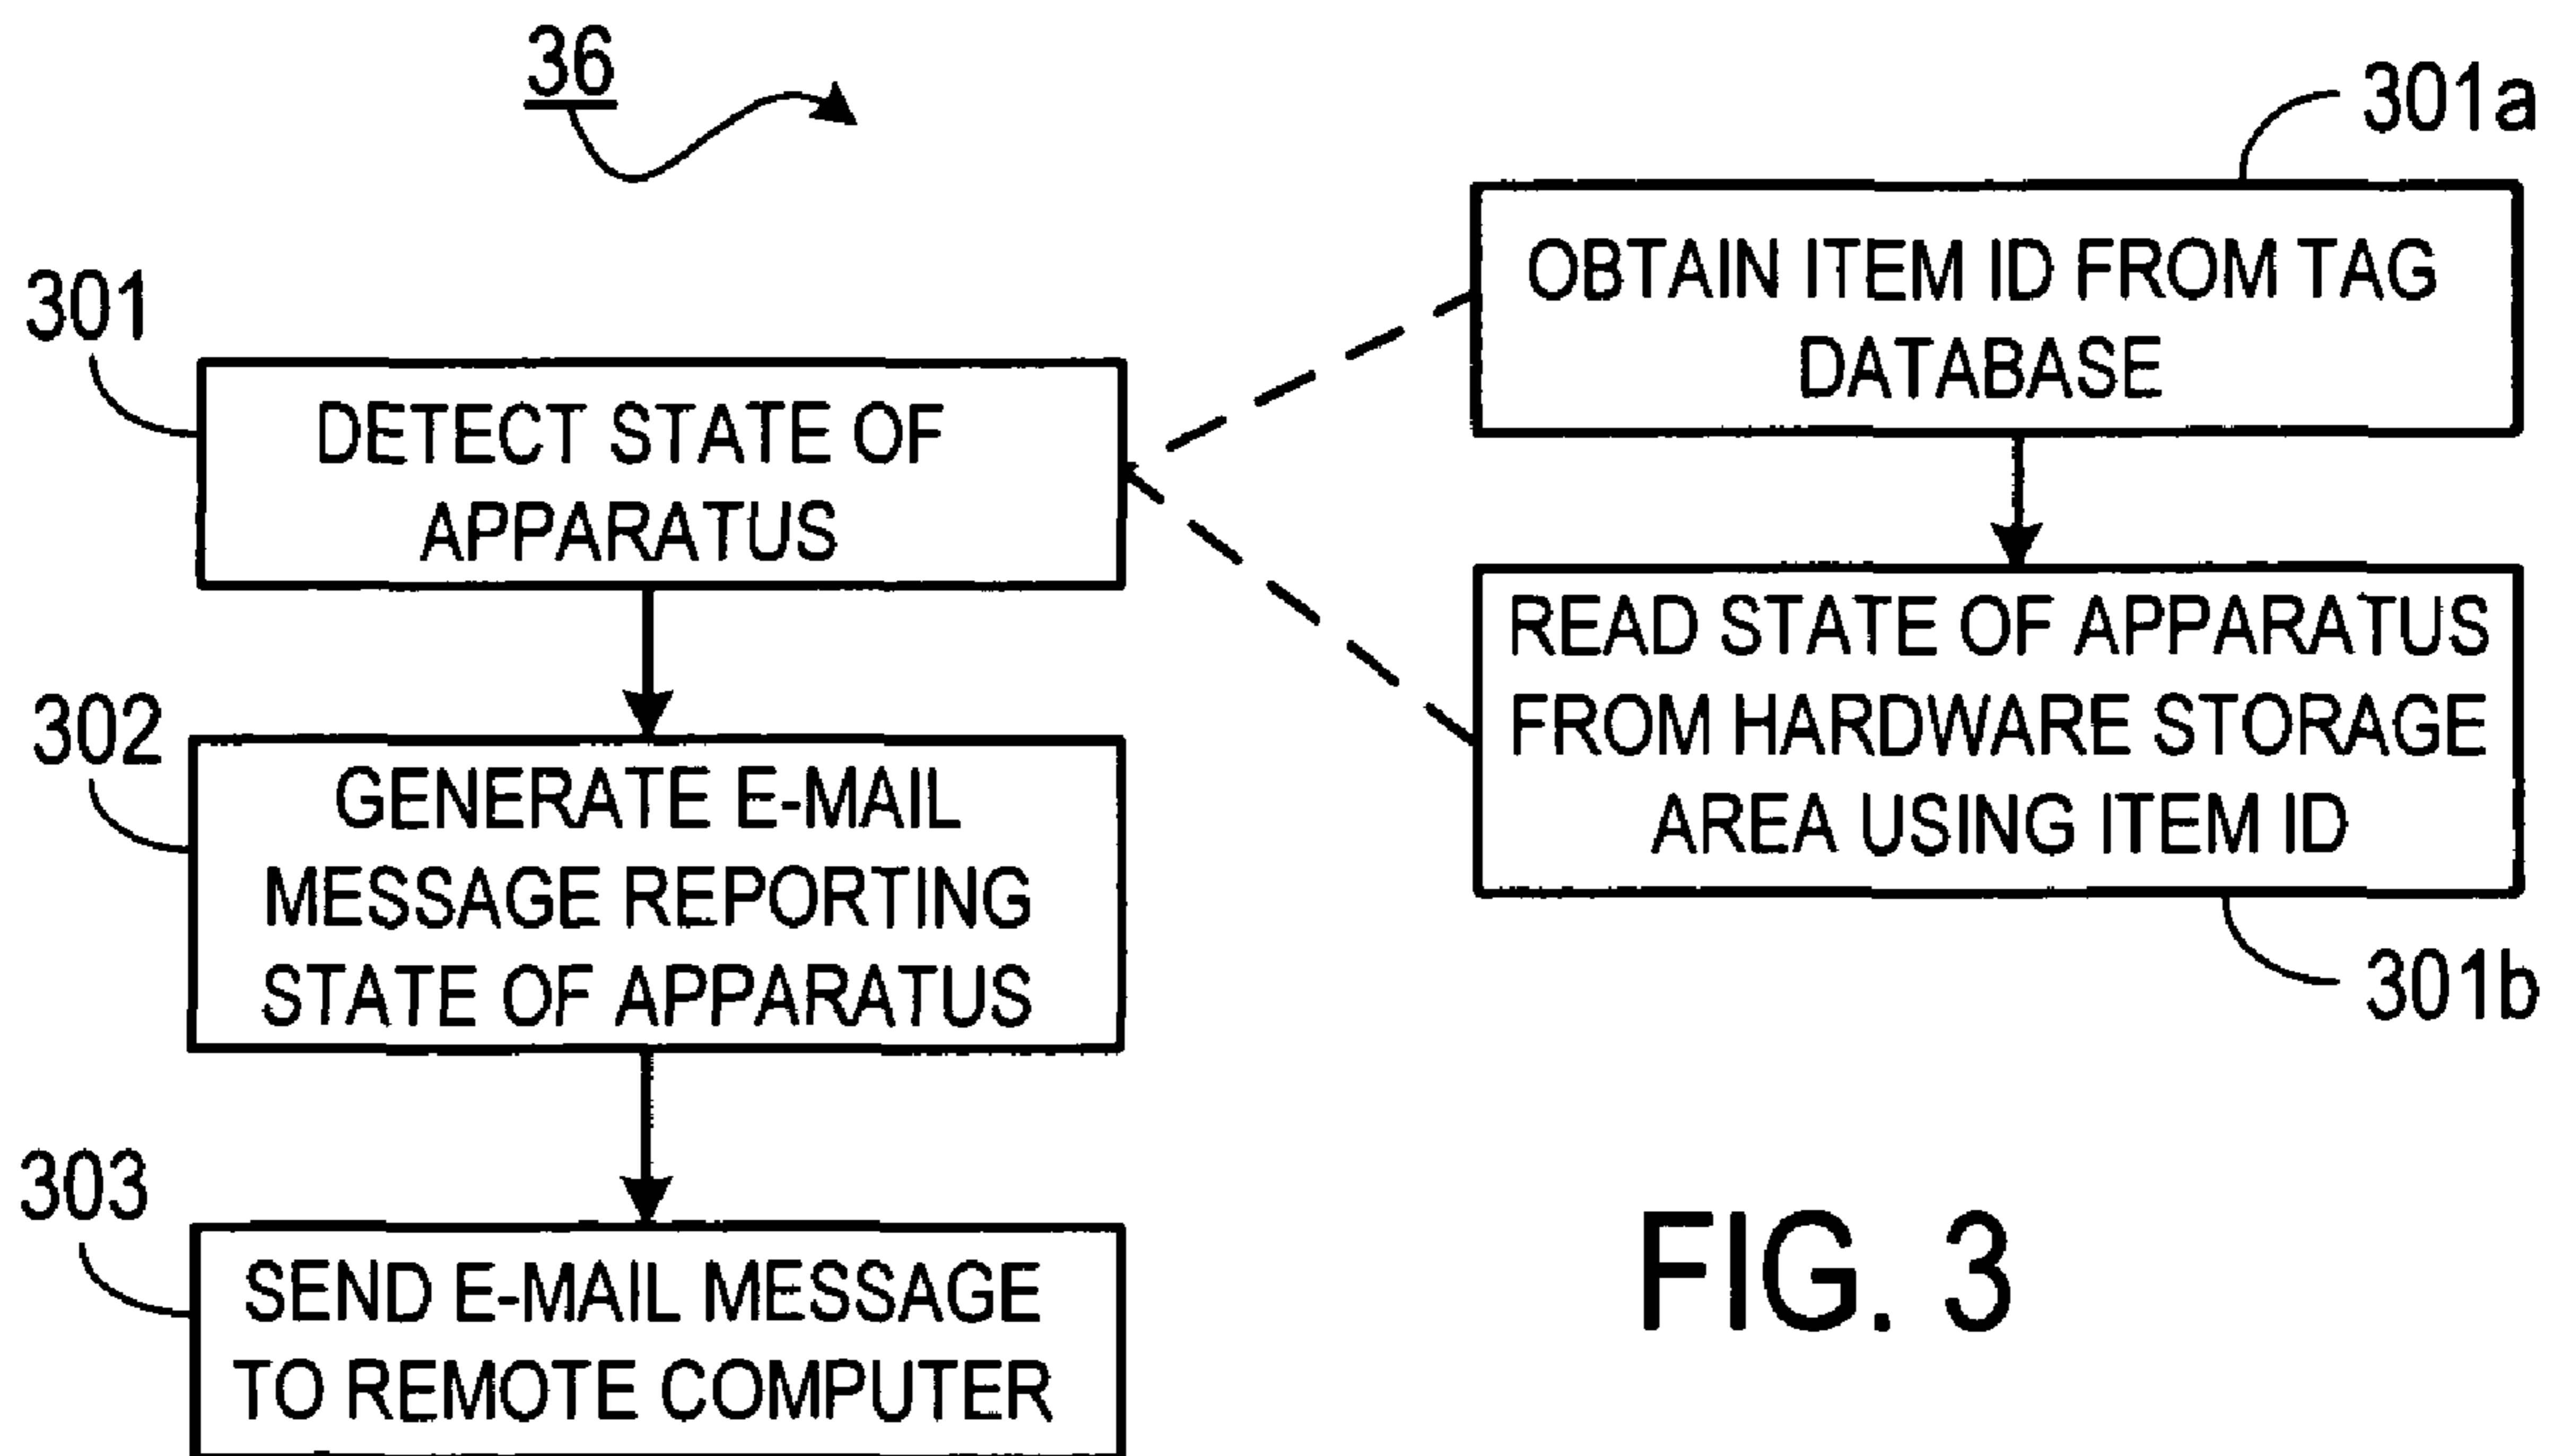 36
301
DETECT STATE OF
APPARATUS
302
GENERATE E-MAIL
MESSAGE REPORTING
STATE OF APPARATUS
303
SEND E-MAIL MESSAGE
TO REMOTE COMPUTER
301a
OBTAIN ITEM ID FROM TAG
DATABASE
READ STATE OF APPARATUS
FROM HARDWARE STORAGE
AREA USING ITEM ID
301b
FIG. 3